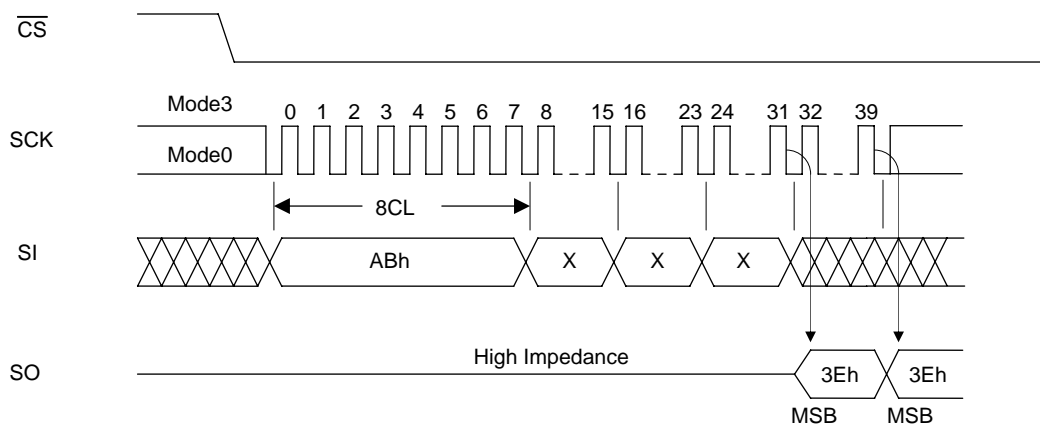 CS
Mode3
0 1 2 3 4 5 6 7 8 15 16 23 24 31 32 39
SCK
Mode0
8CL
SI
ABh X X X
High Impedance
SO
3Eh 3Eh
MSB MSB